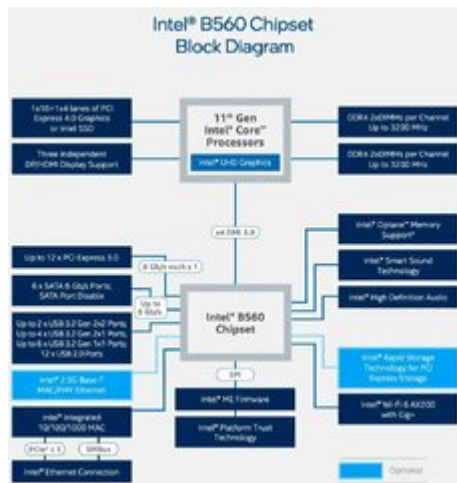 Intel® B560 Chipset
Block Diagram
1x16+1x4 lanes of PCI
Express 4.0 Graphics
or Intel SSD
Three Independent
DP/HDMI Display Support
11th Gen
Intel® Core™
Processors
Intel® UHD Graphics
DDR4 2xDIMMs per Channel
Up to 3200 MHz
DDR4 2xDIMMs per Channel
Up to 3200 MHz
x4 DMI 3.0
Up to 12 x PCI Express 3.0
8 Gb/s each x 1
6 x SATA 6 Gb/s Ports;
SATA Port Disable
Up to
6 Gb/s
Up to 2 x USB 3.2 Gen 2x2 Ports
Up to 4 x USB 3.2 Gen 2x1 Ports
Up to 6 x USB 3.2 Gen 1x1 Ports
12 x USB 2.0 Ports
Intel® 2.5G Base-T
MAC/PHY Ethernet
Intel® Integrated
10/100/1000 MAC
PCIe® x 1
SMBus
Intel® Ethernet Connection
Intel® B560
Chipset
SPI
Intel® ME Firmware
Intel® Platform Trust
Technology
Intel® Optane™ Memory
Support
Intel® Smart Sound
Technology
Intel® High Definition Audio
Intel® Rapid Storage
Technology for PCI
Express Storage
Intel® Wi-Fi 6 AX200
with Gig+
Optional